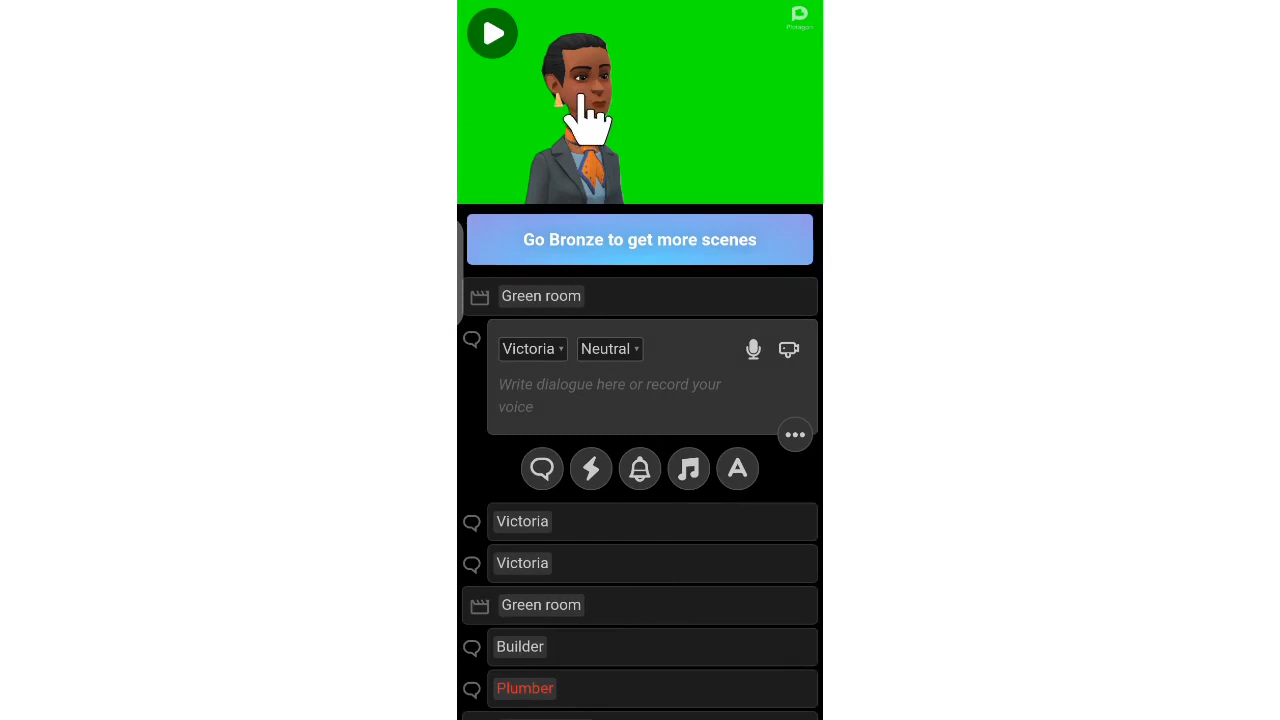 Plotagon
Go Bronze to get more scenes
Green room
Victoria Neutral
Write dialogue here or record your
voice
Victoria
Victoria
Green room
Builder
Plumber